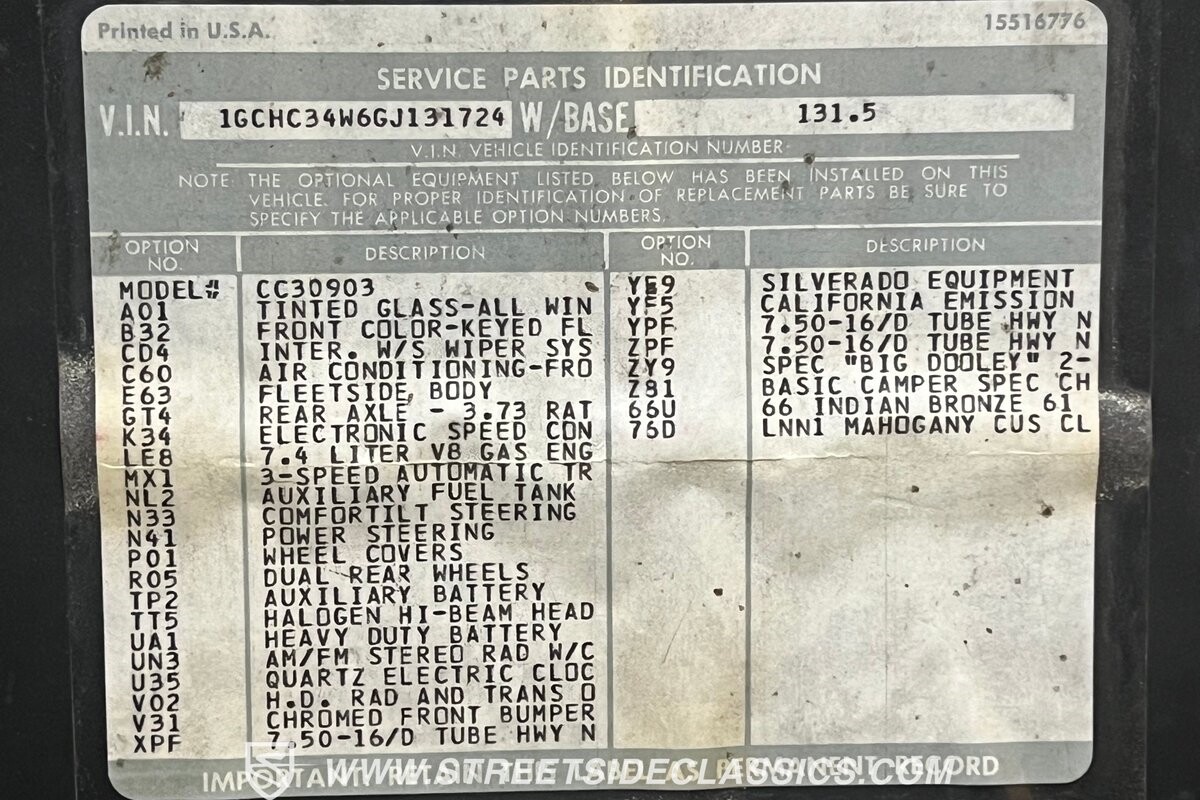 Printed in U.S.A. 15516776
SERVICE PARTS IDENTIFICATION
V.I.N. 1GCHC34W6GJ131724 W/BASE 131.5
V.I.N. VEHICLE IDENTIFICATION NUMBER
NOTE: THE OPTIONAL EQUIPMENT LISTED BELOW HAS BEEN INSTALLED ON THIS
VEHICLE. FOR PROPER IDENTIFICATION OF REPLACEMENT PARTS BE SURE TO
SPECIFY THE APPLICABLE OPTION NUMBERS.
OPTION NO. DESCRIPTION OPTION NO. DESCRIPTION
MODEL# CC30903
A01 TINTED GLASS-ALL WIN
B32 FRONT COLOR-KEYED FL
CD4 INTER. W/S WIPER SYS
C60 AIR CONDITIONING-FRO
E63 FLEETSIDE BODY
GT4 REAR AXLE - 3.73 RAT
K34 ELECTRONIC SPEED CON
LE8 7.4 LITER V8 GAS ENG
MX1 3-SPEED AUTOMATIC TR
NL2 AUXILIARY FUEL TANK
N33 COMFORTILT STEERING
N41 POWER STEERING
P01 WHEEL COVERS
R05 DUAL REAR WHEELS
TP2 AUXILIARY BATTERY
TT5 HALOGEN HI-BEAM HEAD
UA1 HEAVY DUTY BATTERY
UN3 AM/FM STEREO RAD W/C
U35 QUARTZ ELECTRIC CLOC
V02 H.D. RAD AND TRANS O
V31 CHROMED FRONT BUMPER
XPF 7.50-16/D TUBE HWY N
YE9 SILVERADO EQUIPMENT
YF5 CALIFORNIA EMISSION
YPF 7.50-16/D TUBE HWY N
ZPF 7.50-16/D TUBE HWY N
ZY9 SPEC "BIG DOOLEY" 2-
Z81 BASIC CAMPER SPEC CH
66U 66 INDIAN BRONZE 61
76D LNN1 MAHOGANY CUS CL
IMPORTANT: RETAIN THIS LABEL AS PERMANENT RECORD
WWW.STREETSIDECLASSICS.COM